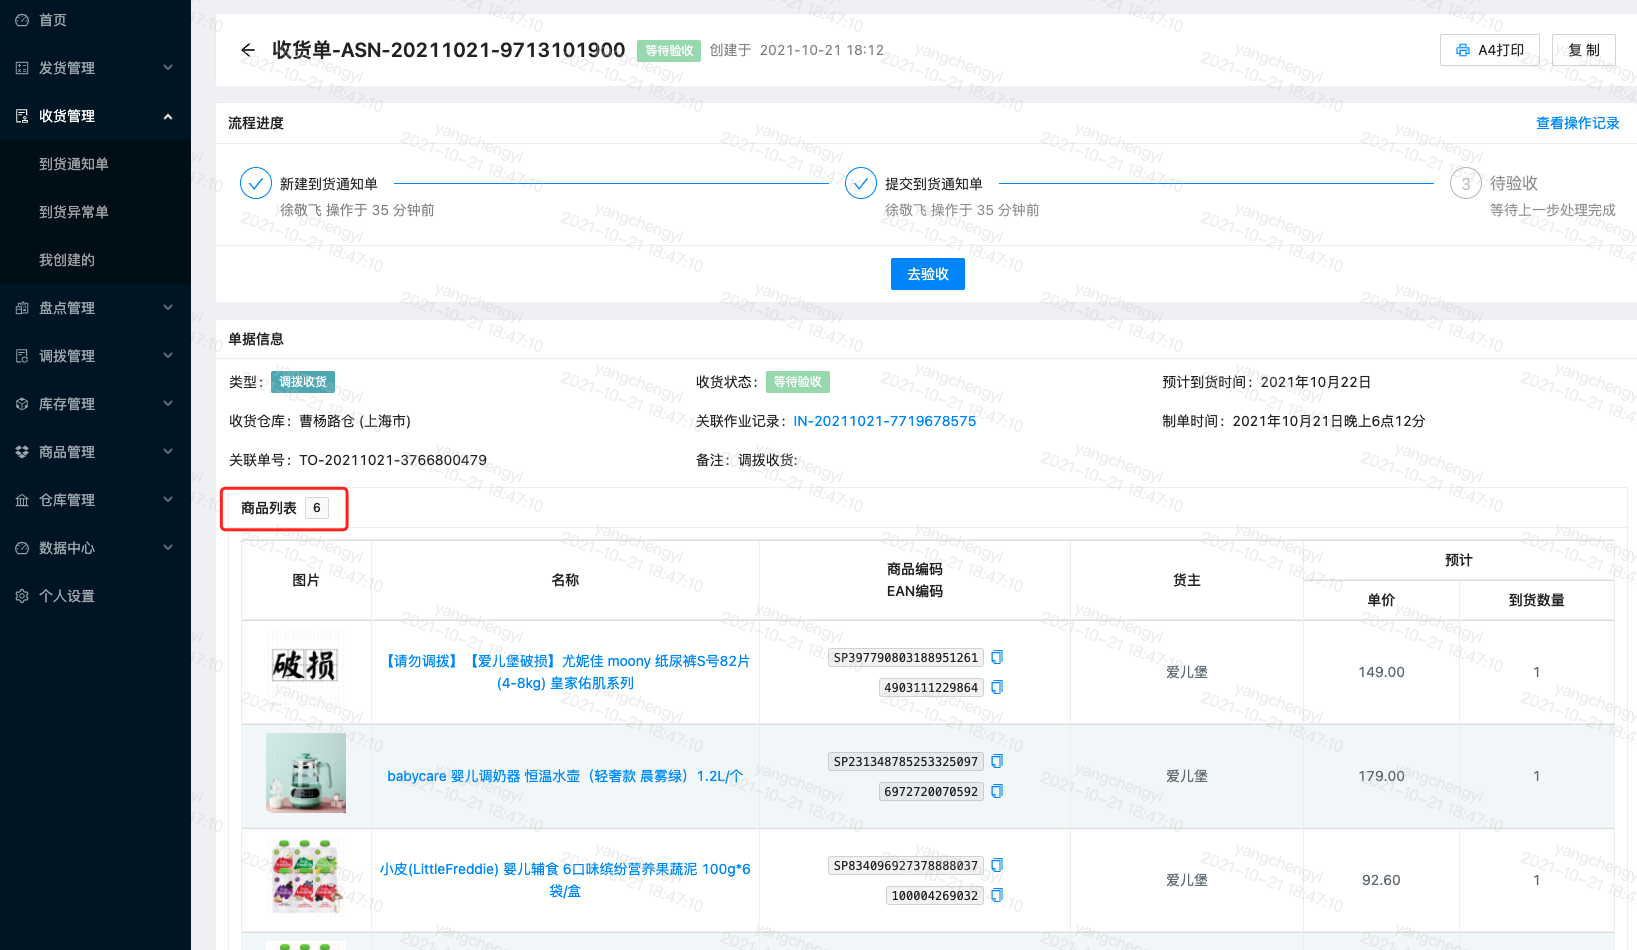 首页
发货管理
收货管理
到货通知单
到货异常单
我创建的
盘点管理
调拨管理
库存管理
商品管理
仓库管理
数据中心
个人设置
收货单-ASN-20211021-9713101900 等待验收 创建于 2021-10-21 18:12
A4打印 复 制
流程进度 查看操作记录
新建到货通知单 提交到货通知单 3 待验收
徐敬飞 操作于 35 分钟前 徐敬飞 操作于 35 分钟前 等待上一步处理完成
去验收
单据信息
类型： 调拨收货 收货状态： 等待验收 预计到货时间：2021年10月22日
收货仓库：曹杨路仓 (上海市) 关联作业记录：IN-20211021-7719678575 制单时间：2021年10月21日晚上6点12分
关联单号：TO-20211021-3766800479 备注：调拨收货:
商品列表 6
图片 名称 商品编码 EAN编码 货主 预计 单价 到货数量
破损
【请勿调拨】【爱儿堡破损】尤妮佳 moony 纸尿裤S号82片
(4-8kg) 皇家佑肌系列
SP397790803188951261
4903111229864
爱儿堡 149.00 1
babycare 婴儿调奶器 恒温水壶（轻奢款 晨雾绿）1.2L/个
SP231348785253325097
6972720070592
爱儿堡 179.00 1
小皮(LittleFreddie) 婴儿辅食 6口味缤纷营养果蔬泥 100g*6
袋/盒
SP834096927378888037
100004269032
爱儿堡 92.60 1
yangchengyi
2021-10-21 18:47:10